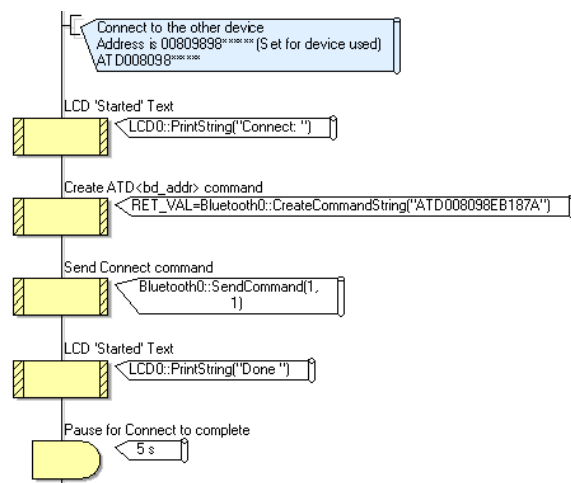 Connect to the other device
Address is 00809898****** (Set for device used)
ATD008098******
LCD 'Started' Text
LCD0::PrintString("Connect: ")
Create ATD<bd_addr> command
RET_VAL=Bluetooth0::CreateCommandString("ATD008098EB187A")
Send Connect command
Bluetooth0::SendCommand(1,
1)
LCD 'Started' Text
LCD0::PrintString("Done ")
Pause for Connect to complete
5 s